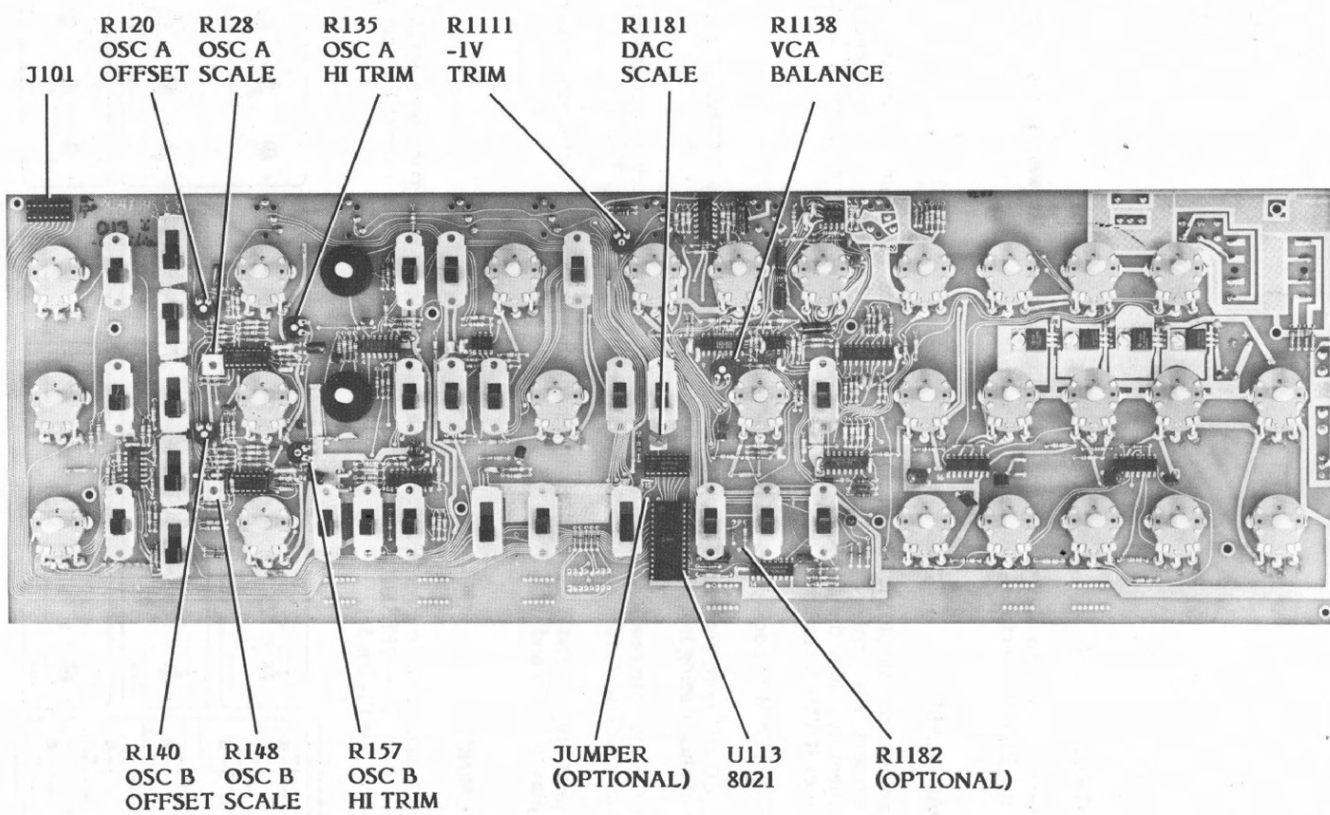 J101
R120
OSC A
OFFSET
R128
OSC A
SCALE
R135
OSC A
HI TRIM
R1111
-1V
TRIM
R1181
DAC
SCALE
R1138
VCA
BALANCE
R140
OSC B
OFFSET
R148
OSC B
SCALE
R157
OSC B
HI TRIM
JUMPER
(OPTIONAL)
U113
8021
R1182
(OPTIONAL)